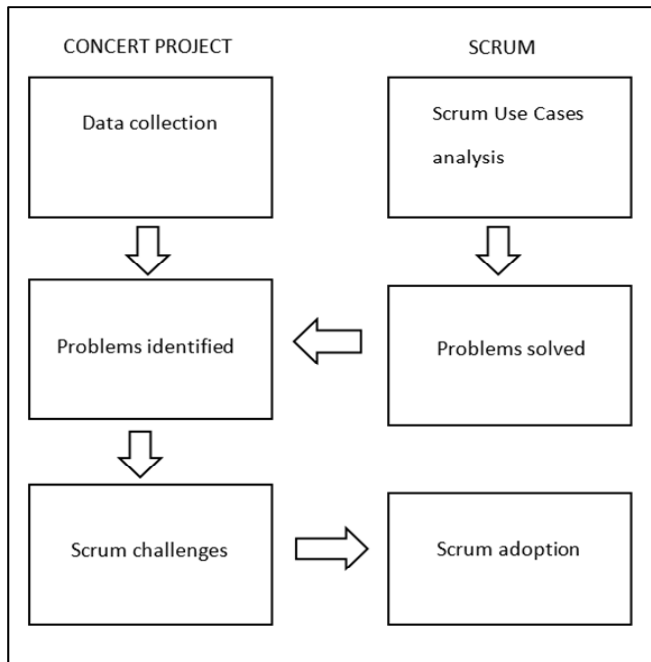 CONCERT PROJECT
SCRUM
Data collection
Scrum Use Cases
analysis
Problems identified
Problems solved
Scrum challenges
Scrum adoption